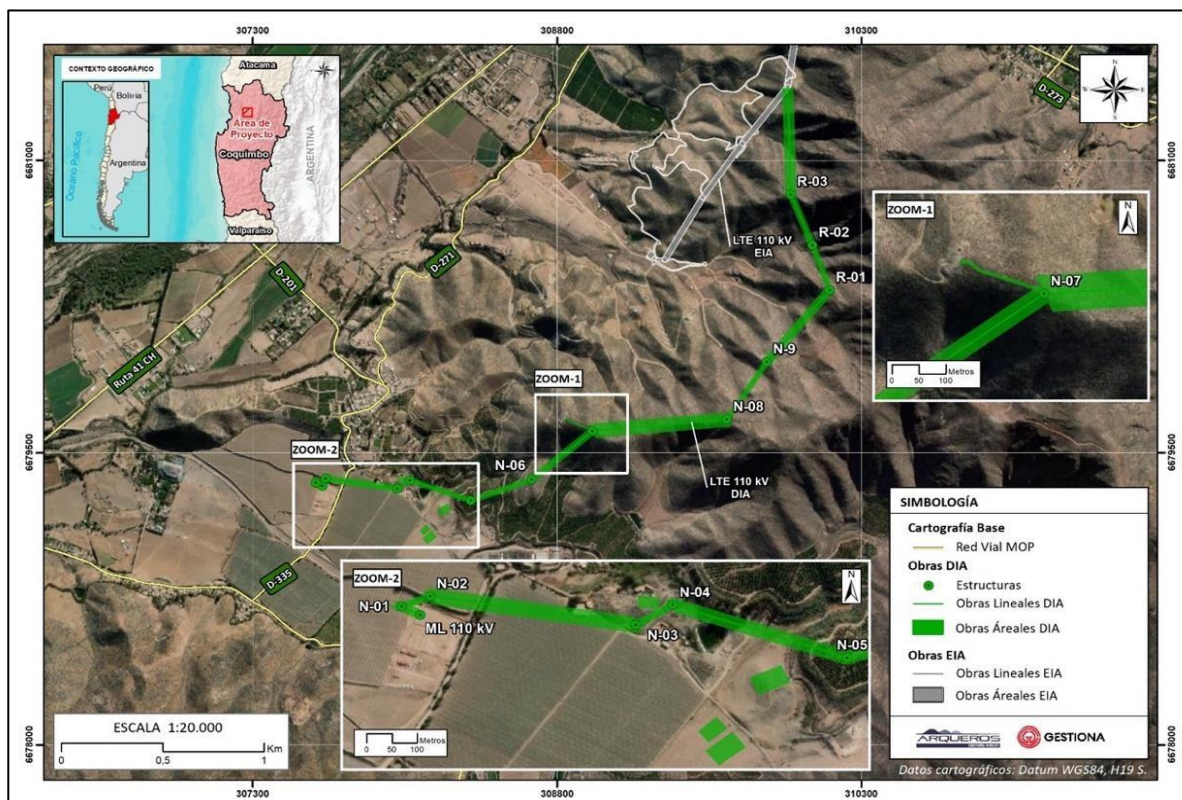 307300
308800
310300
CONTEXTO GEOGRÁFICO
Perú
Bolivia
Oceano Pacífico
Argentina
Atacama
Área de
Proyecto
Coquimbo
ARGENTINA
Valparaíso
N
W
E
S
D-273
6681000
6681000
R-03
LTE 110 kV
EIA
R-02
R-01
D-271
D-201
Ruta 41 CH
ZOOM-1
N
N-07
0 50 100
Metros
N-9
ZOOM-1
N-08
6679500
6679500
ZOOM-2
N-06
LTE 110 kV
DIA
D-335
ZOOM-2
N
N-02
N-01
ML 110 kV
N-04
N-03
N-05
0 50 100
Metros
SIMBOLOGÍA
Cartografía Base
Red Vial MOP
Obras DIA
Estructuras
Obras Lineales DIA
Obras Áreales DIA
Obras EIA
Obras Lineales EIA
Obras Áreales EIA
ARQUEROS
GESTIONA
Datos cartográficos: Datum WGS84, H19 S.
ESCALA 1:20.000
0 0,5 1
Km
6678000
6678000
307300
308800
310300